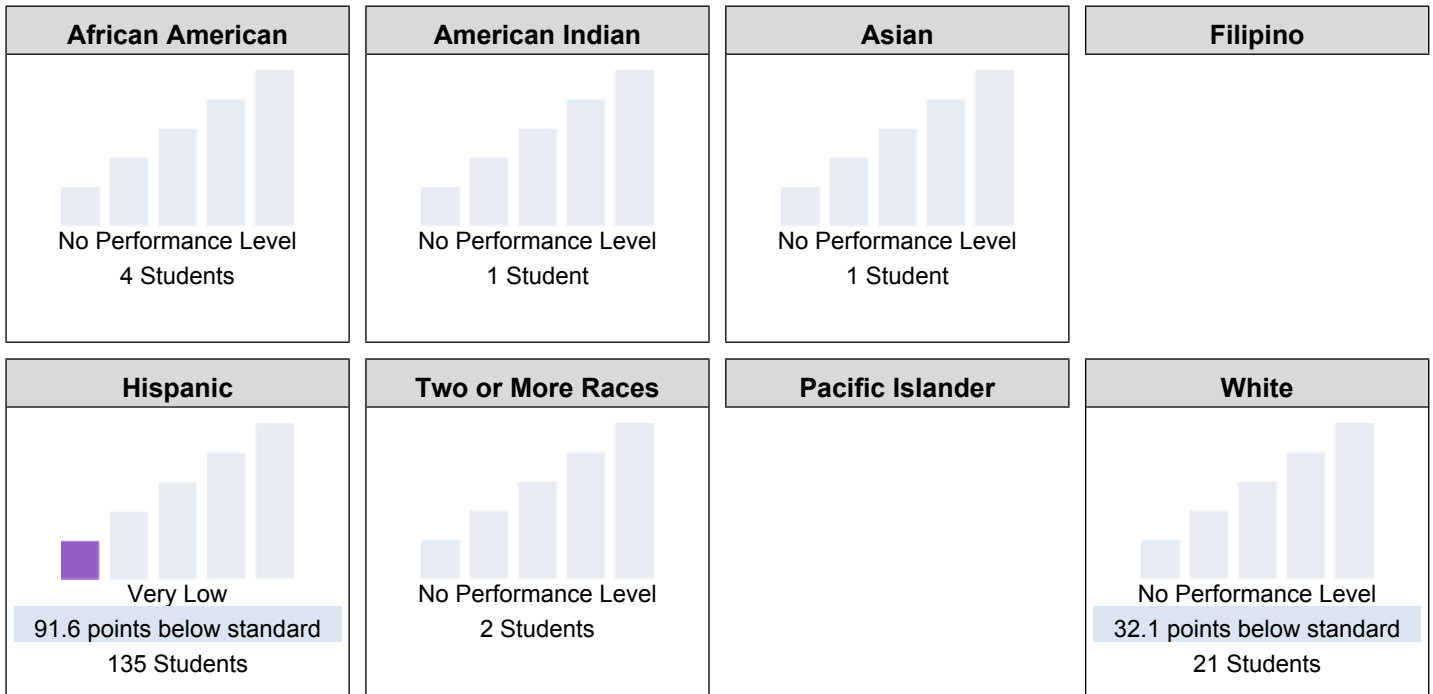 African American
No Performance Level
4 Students
American Indian
No Performance Level
1 Student
Asian
No Performance Level
1 Student
Filipino
Hispanic
Very Low
91.6 points below standard
135 Students
Two or More Races
No Performance Level
2 Students
Pacific Islander
White
No Performance Level
32.1 points below standard
21 Students